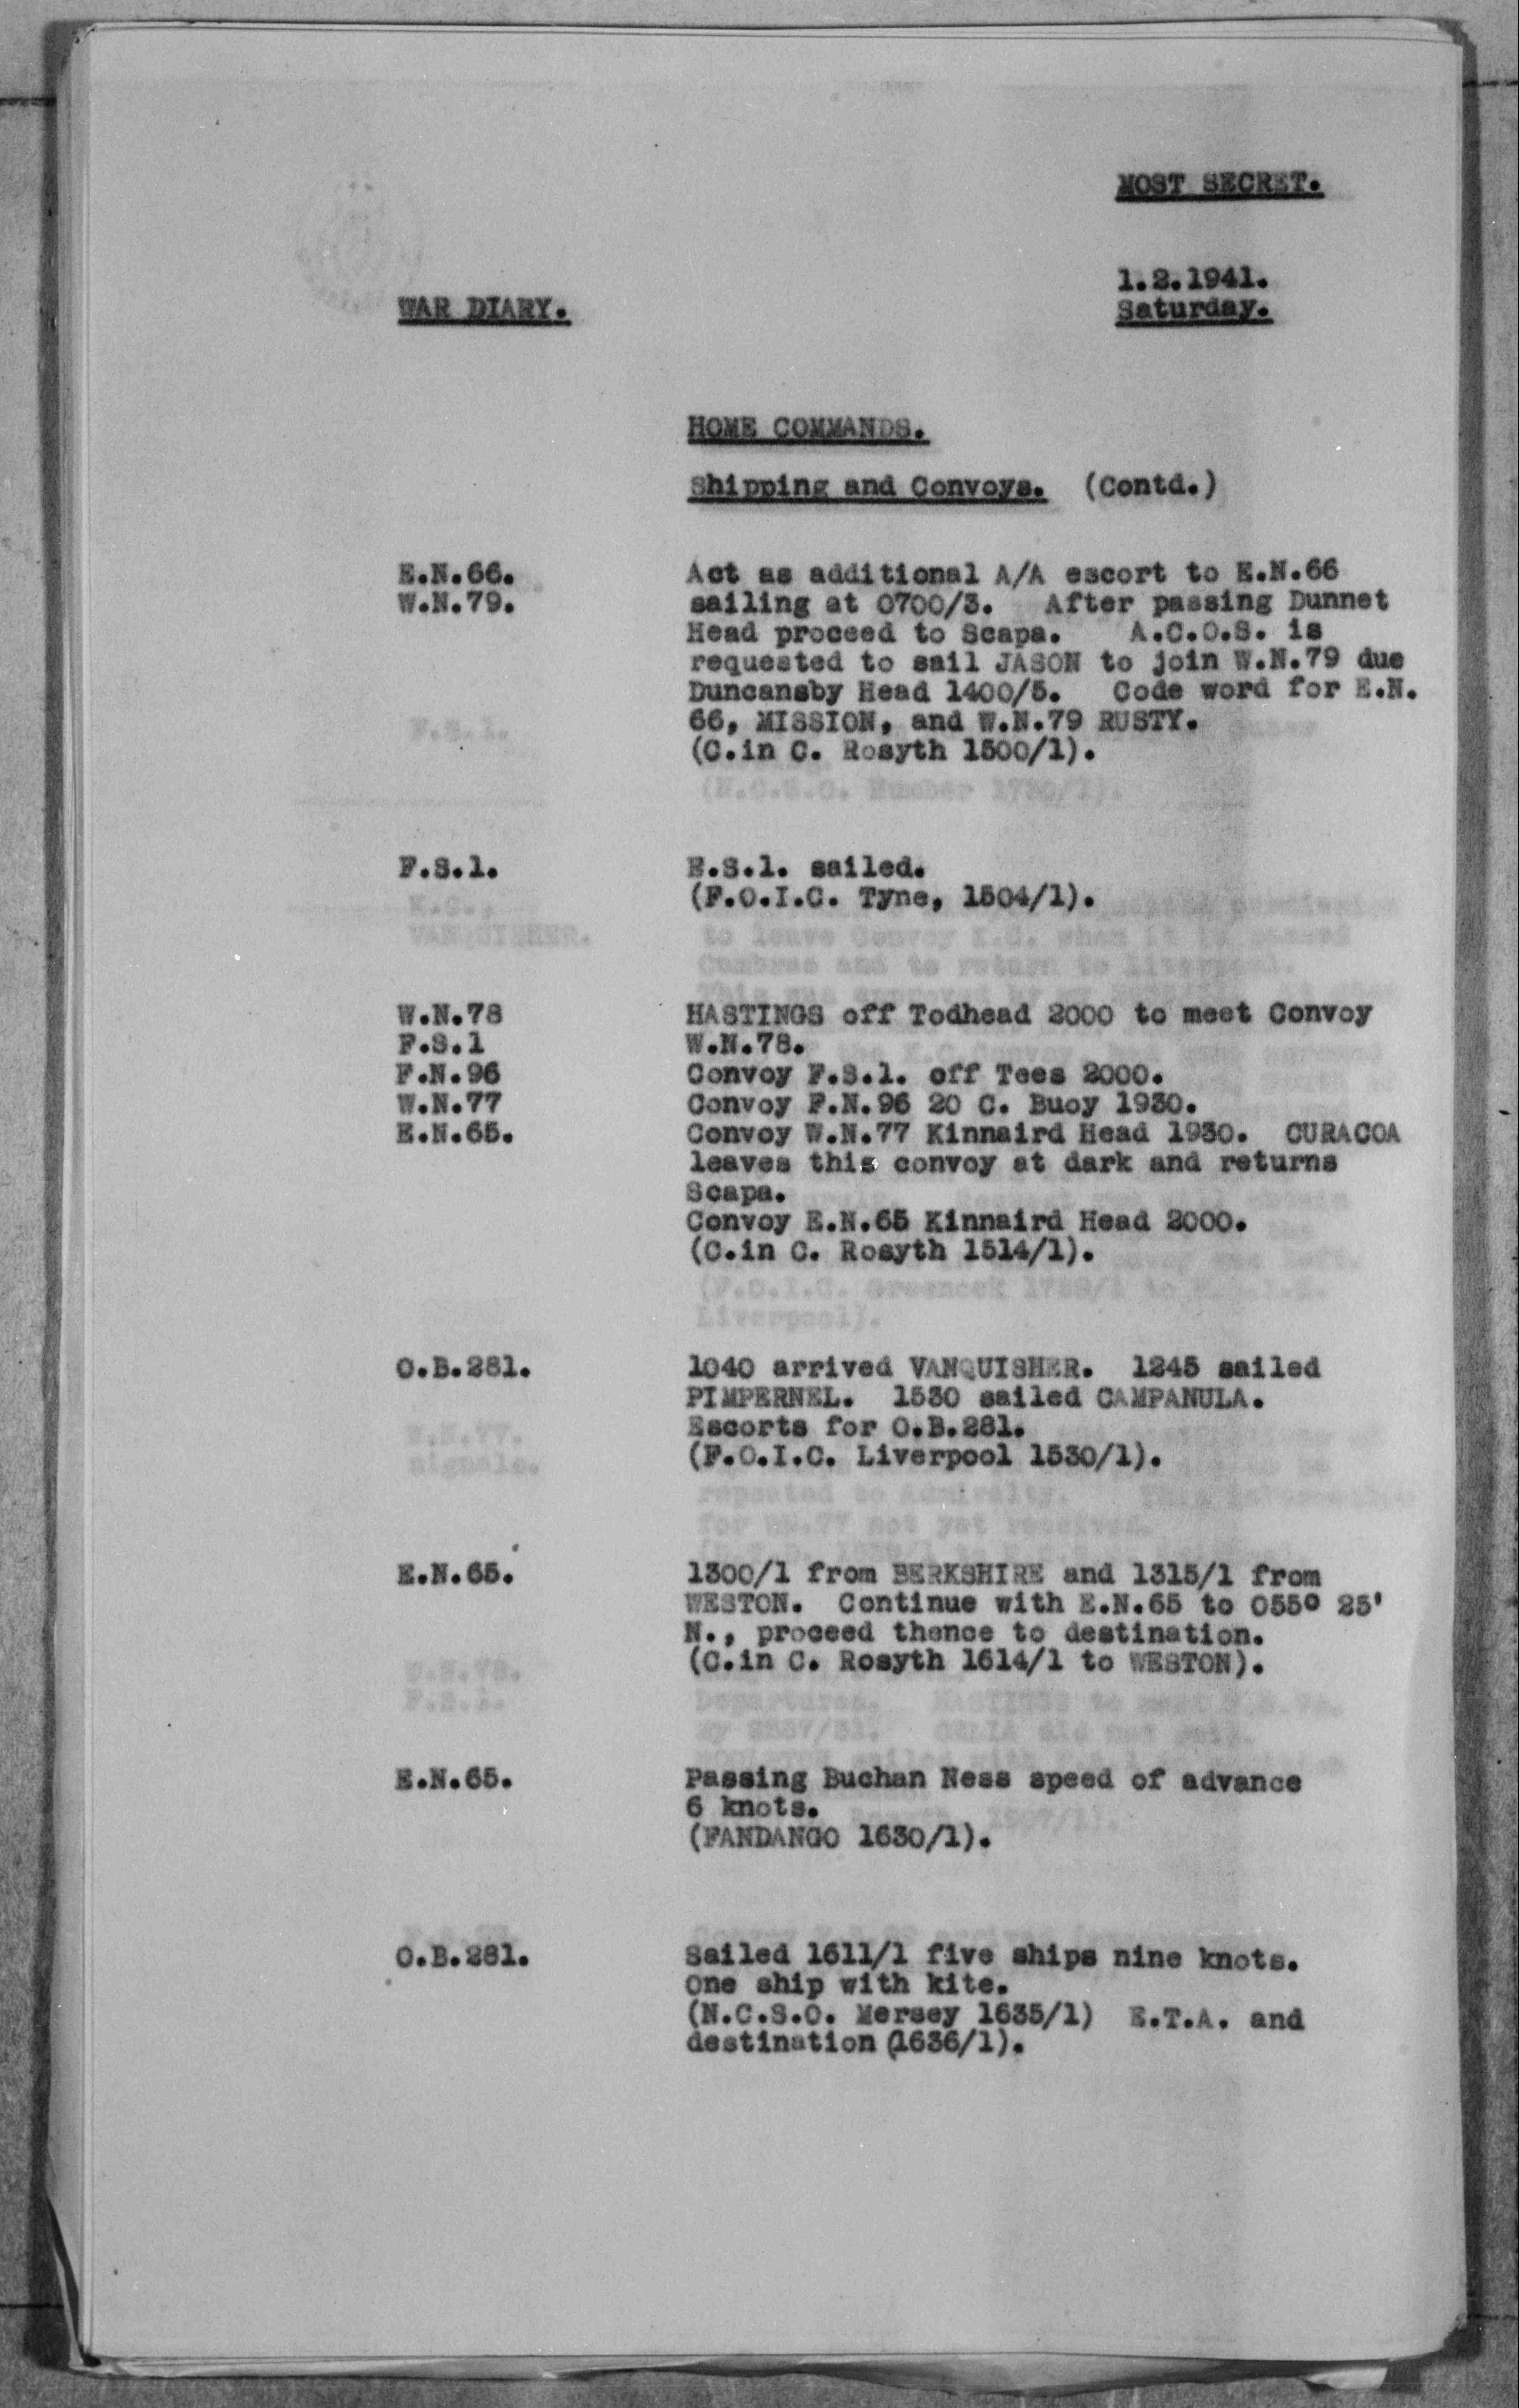 MOST SECRET.
1.2.1941.
WAR DIARY.
Saturday.
HOME COMMANDS.
Shipping and Convoys. (Contd.)
E.N.66.
W.N.79.
Act as additional A/A escort to E.N.66
sailing at 0700/3. After passing Dunnet
Head proceed to Scapa. A.C.O.S. is
requested to sail JASON to join W.N.79 due
Duncansby Head 1400/5. Code word for E.N.
66, MISSION, and W.N.79 RUSTY.
(C.in C. Rosyth 1500/1).
F.S.1.
F.S.1. sailed.
(F.O.I.C. Tyne, 1504/1).
W.N.78
F.S.1
F.N.96
W.N.77
E.N.65.
HASTINGS off Todhead 2000 to meet Convoy
W.N.78.
Convoy F.S.1. off Tees 2000.
Convoy F.N.96 20 C. Buoy 1930.
Convoy W.N.77 Kinnaird Head 1930. CURACOA
leaves this convoy at dark and returns
Scapa.
Convoy E.N.65 Kinnaird Head 2000.
(C.in C. Rosyth 1514/1).
O.B.281.
1040 arrived VANQUISHER. 1245 sailed
PIMPERNEL. 1530 sailed CAMPANULA.
Escorts for O.B.281.
(F.O.I.C. Liverpool 1530/1).
E.N.65.
1300/1 from BERKSHIRE and 1315/1 from
WESTON. Continue with E.N.65 to 055° 25'
N., proceed thence to destination.
(C.in C. Rosyth 1614/1 to WESTON).
E.N.65.
Passing Buchan Ness speed of advance
6 knots.
(FANDANGO 1630/1).
O.B.281.
Sailed 1611/1 five ships nine knots.
One ship with kite.
(N.C.S.O. Mersey 1635/1) E.T.A. and
destination (1636/1).